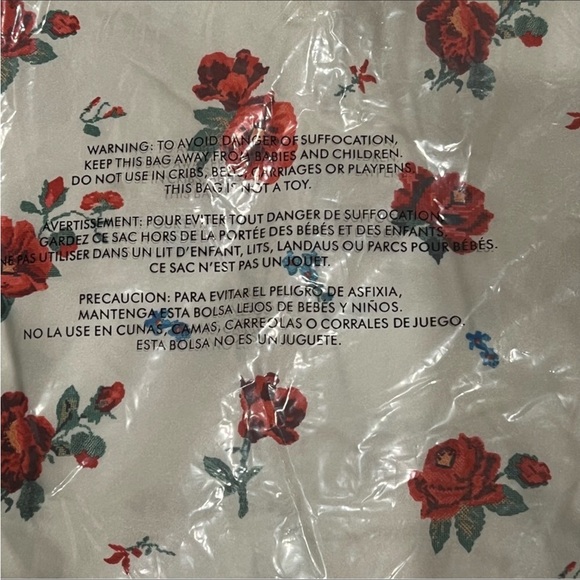 WARNING: TO AVOID DANGER OF SUFFOCATION,
KEEP THIS BAG AWAY FROM BABIES AND CHILDREN.
DO NOT USE IN CRIBS, BEDS, CARRIAGES OR PLAYPENS.
THIS BAG IS NOT A TOY.
AVERTISSEMENT: POUR EVITER TOUT DANGER DE SUFFOCATION,
GARDEZ CE SAC HORS DE LA PORTÉE DES BÉBÉS ET DES ENFANTS,
NE PAS UTILISER DANS UN LIT D'ENFANT, LITS, LANDAUS OU PARCS POUR BÉBÉS.
CE SAC N'EST PAS UN JOUET.
PRECAUCION: PARA EVITAR EL PELIGRO DE ASFIXIA,
MANTENGA ESTA BOLSA LEJOS DE BEBÉS Y NIÑOS.
NO LA USE EN CUNAS, CAMAS, CARREOLAS O CORRALES DE JUEGO.
ESTA BOLSA NO ES UN JUGUETE.